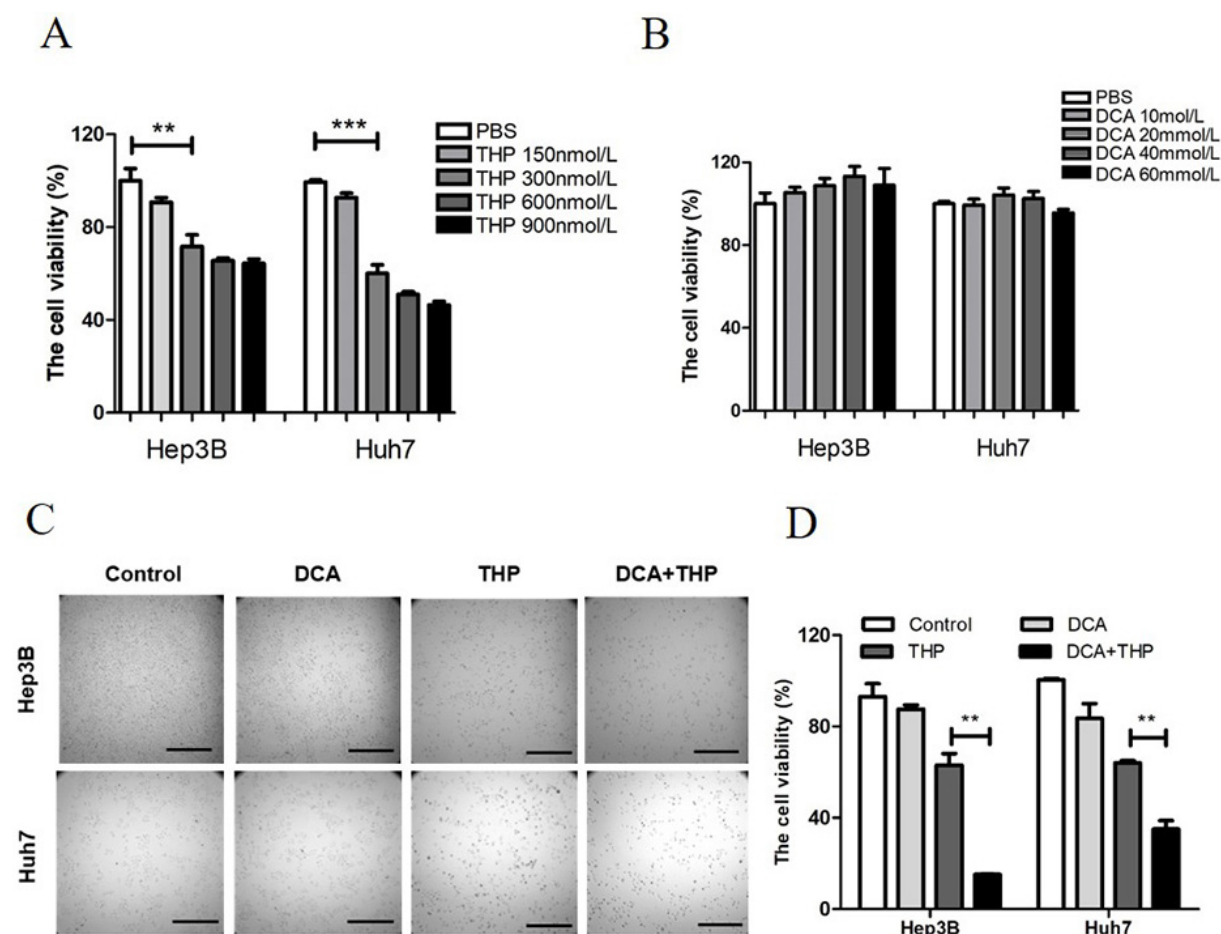 A
**
***
PBS
THP 150nmol/L
THP 300nmol/L
THP 600nmol/L
THP 900nmol/L
The cell viability (%)
120
80
40
0
Hep3B
Huh7
B
PBS
DCA 10mol/L
DCA 20mmol/L
DCA 40mmol/L
DCA 60mmol/L
The cell viability (%)
120
80
40
0
Hep3B
Huh7
C
Control DCA THP DCA+THP
Hep3B
Huh7
D
Control DCA
THP DCA+THP
**
**
The cell viability (%)
120
80
40
0
Hep3B
Huh7